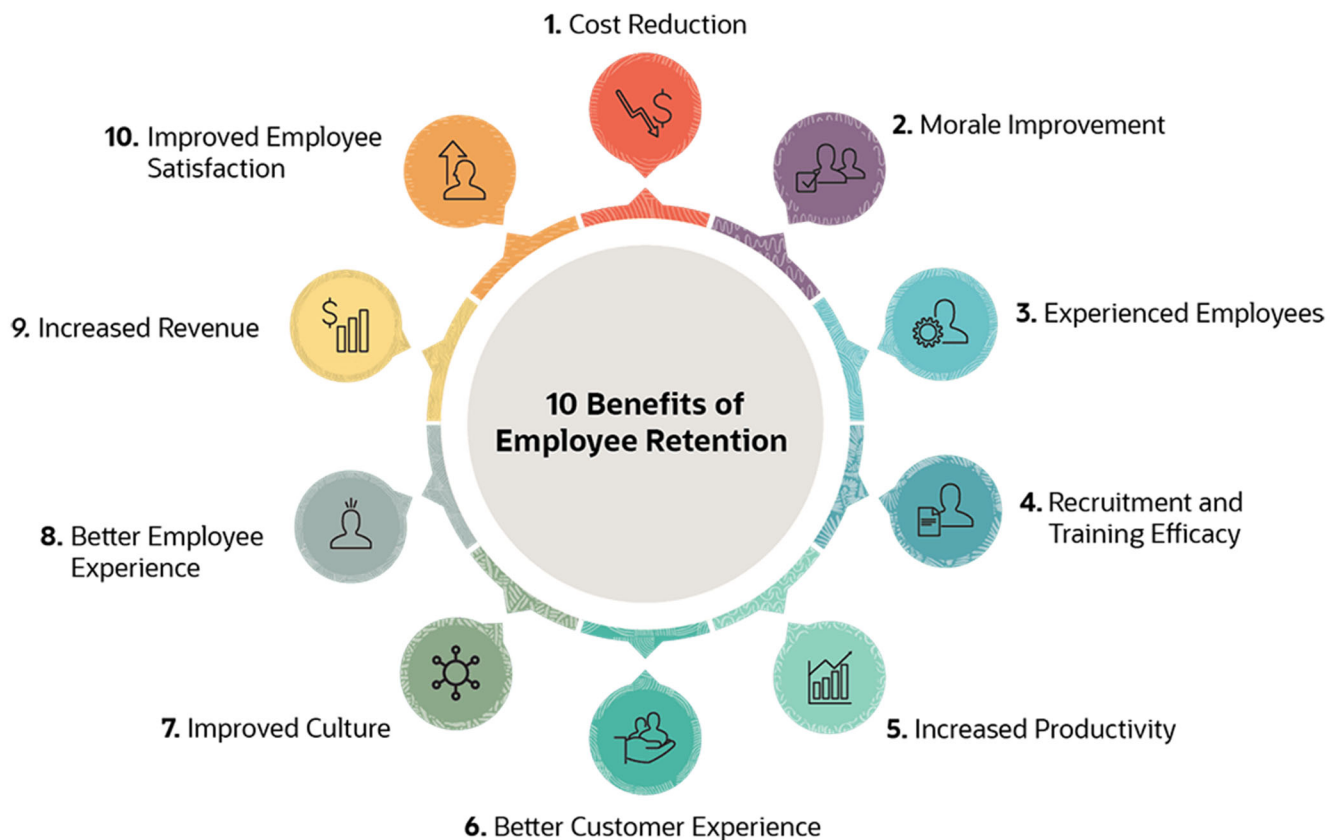 1. Cost Reduction
2. Morale Improvement
3. Experienced Employees
4. Recruitment and
Training Efficacy
5. Increased Productivity
6. Better Customer Experience
7. Improved Culture
8. Better Employee
Experience
9. Increased Revenue
10. Improved Employee
Satisfaction
10 Benefits of
Employee Retention
$
$